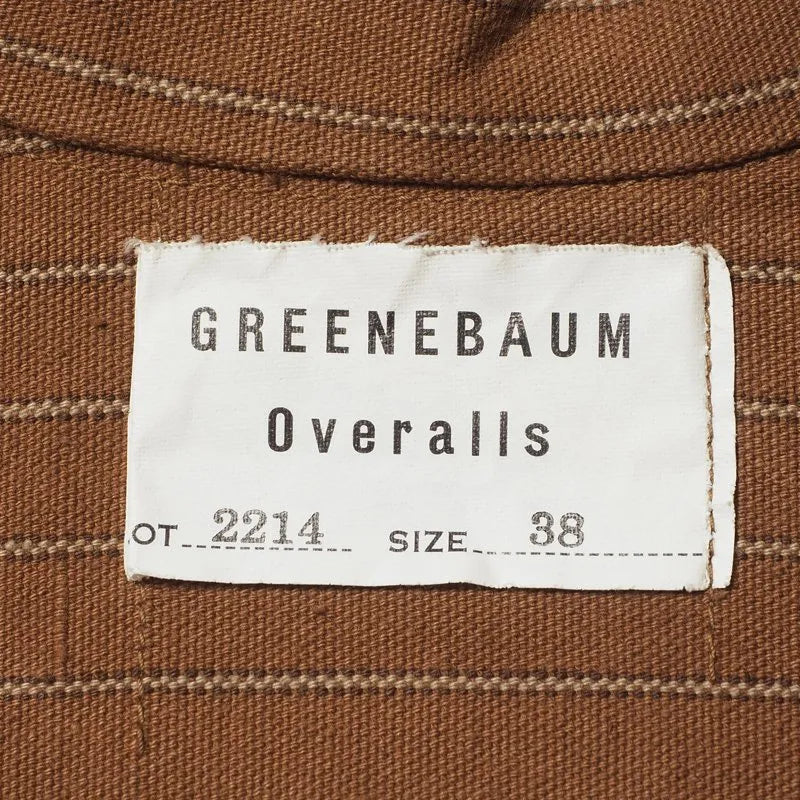 GREENEBAUM
Overalls
OT 2214 SIZE 38